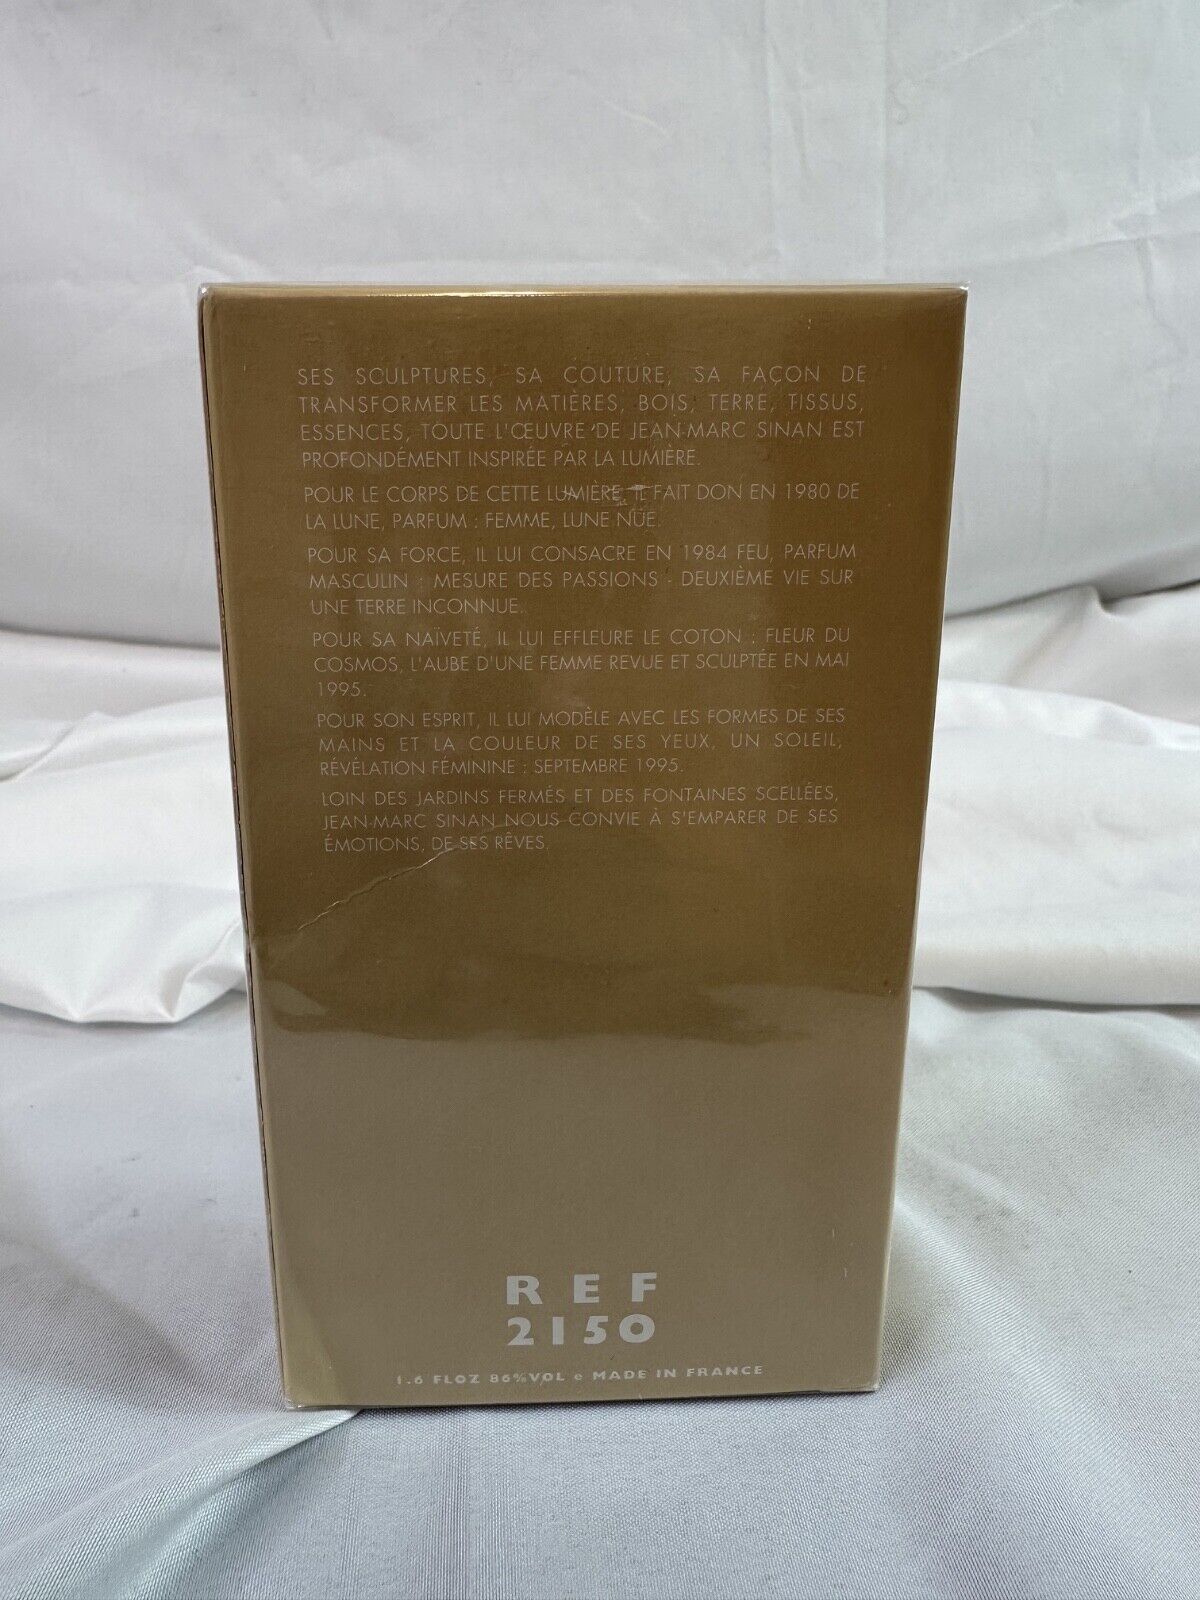 SES SCULPTURES, SA COUTURE, SA FAÇON DE
TRANSFORMER LES MATIÈRES, BOIS, TERRE, TISSUS,
ESSENCES, TOUTE L'ŒUVRE DE JEAN-MARC SINAN EST
PROFONDÉMENT INSPIRÉE PAR LA LUMIÈRE.
POUR LE CORPS DE CETTE LUMIÈRE, IL FAIT DON EN 1980 DE
LA LUNE, PARFUM : FEMME, LUNE NUE.
POUR SA FORCE, IL LUI CONSACRE EN 1984 FEU, PARFUM
MASCULIN : MESURE DES PASSIONS - DEUXIÈME VIE SUR
UNE TERRE INCONNUE.
POUR SA NAÏVETÉ, IL LUI EFFLEURE LE COTON : FLEUR DU
COSMOS, L'AUBE D'UNE FEMME REVUE ET SCULPTÉE EN MAI
1995.
POUR SON ESPRIT, IL LUI MODÈLE AVEC LES FORMES DE SES
MAINS ET LA COULEUR DE SES YEUX, UN SOLEIL,
RÉVÉLATION FÉMININE : SEPTEMBRE 1995.
LOIN DES JARDINS FERMÉS ET DES FONTAINES SCELLÉES,
JEAN-MARC SINAN NOUS CONVIE À S'EMPARER DE SES
ÉMOTIONS, DE SES RÊVES.
REF
2150
1.6 FLOZ 86%VOL e MADE IN FRANCE